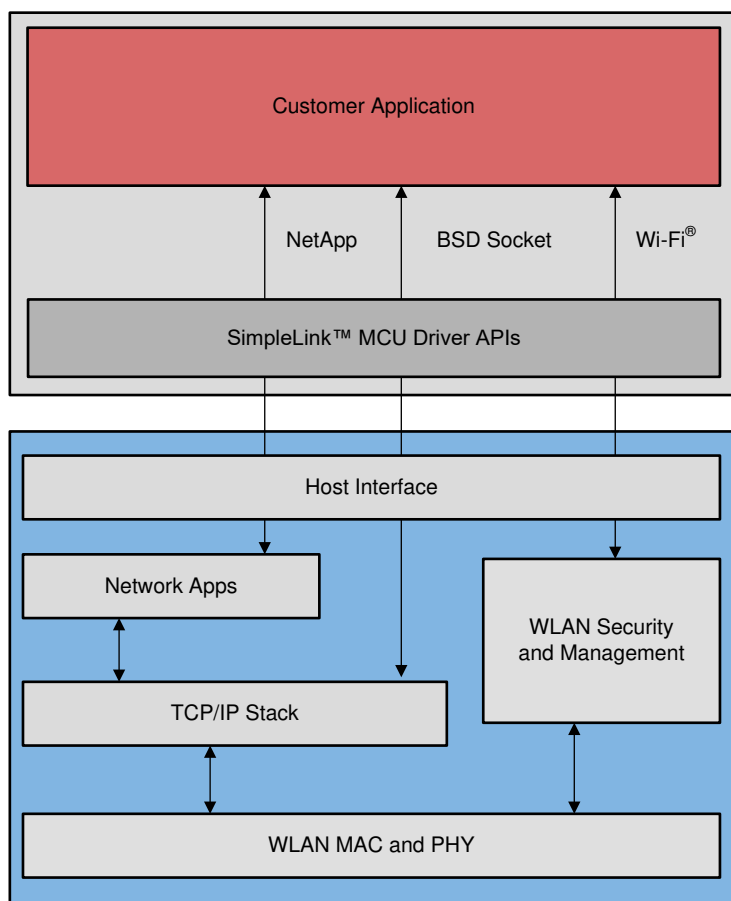 Customer Application
NetApp
BSD Socket
Wi-Fi®
SimpleLink™ MCU Driver APIs
Host Interface
Network Apps
WLAN Security
and Management
TCP/IP Stack
WLAN MAC and PHY